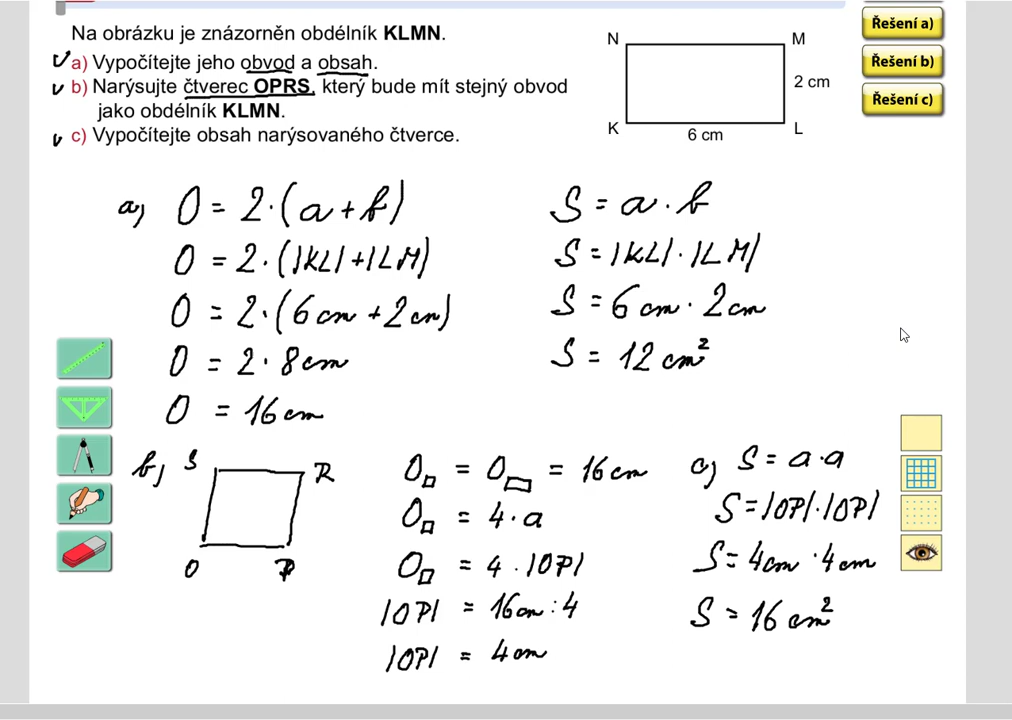 Na obrázku je znázorněn obdélník KLMN.
a) Vypočítejte jeho obvod a obsah.
b) Narýsujte čtverec OPRS, který bude mít stejný obvod
jako obdélník KLMN.
c) Vypočítejte obsah narýsovaného čtverce.
N
M
2 cm
K
6 cm
L
Řešení a)
Řešení b)
Řešení c)
a) O = 2·(a+b)
O = 2·(|KL|+|LM|)
O = 2·(6cm+2cm)
O = 2·8cm
O = 16cm
S = a·b
S = |KL|·|LM|
S = 6cm·2cm
S = 12cm²
b) S
R
O
P
O□ = O▭ = 16cm
O□ = 4·a
O□ = 4·|OP|
|OP| = 16cm:4
|OP| = 4cm
c) S = a·a
S = |OP|·|OP|
S = 4cm·4cm
S = 16cm²